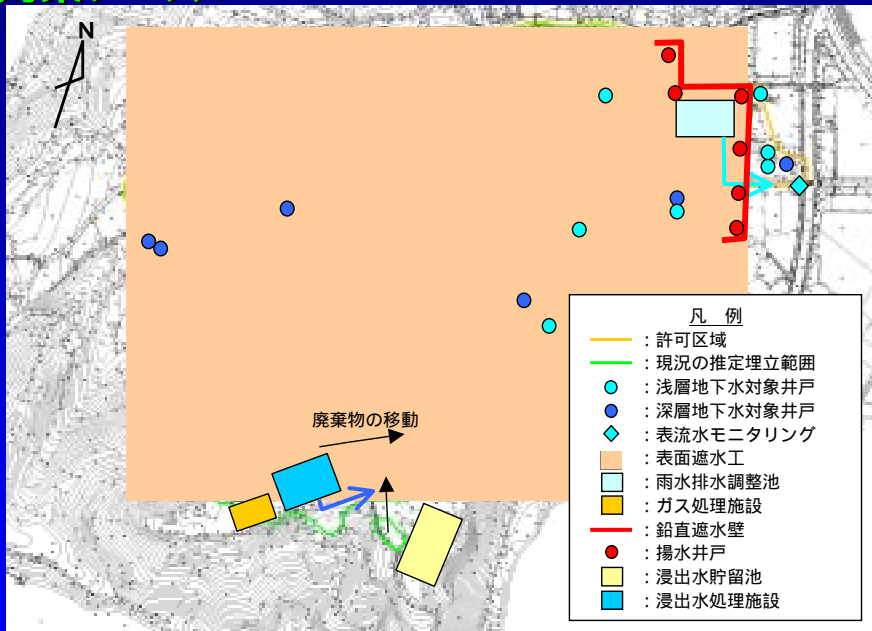 N
廃棄物の移動
凡 例
：許可区域
：現況の推定埋立範囲
：浅層地下水対象井戸
：深層地下水対象井戸
：表流水モニタリング
：表面遮水工
：雨水排水調整池
：ガス処理施設
：鉛直遮水壁
：揚水井戸
：浸出水貯留池
：浸出水処理施設